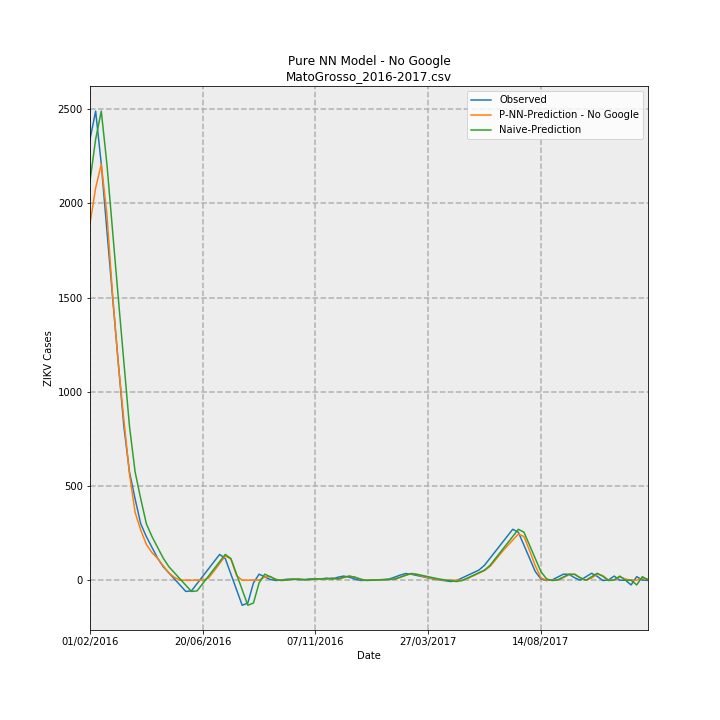 Pure NN Model - No Google
MatoGrosso_2016-2017.csv
Observed
P-NN-Prediction - No Google
Naive-Prediction
2500
2000
1500
1000
500
0
ZIKV Cases
01/02/2016
20/06/2016
07/11/2016
27/03/2017
14/08/2017
Date